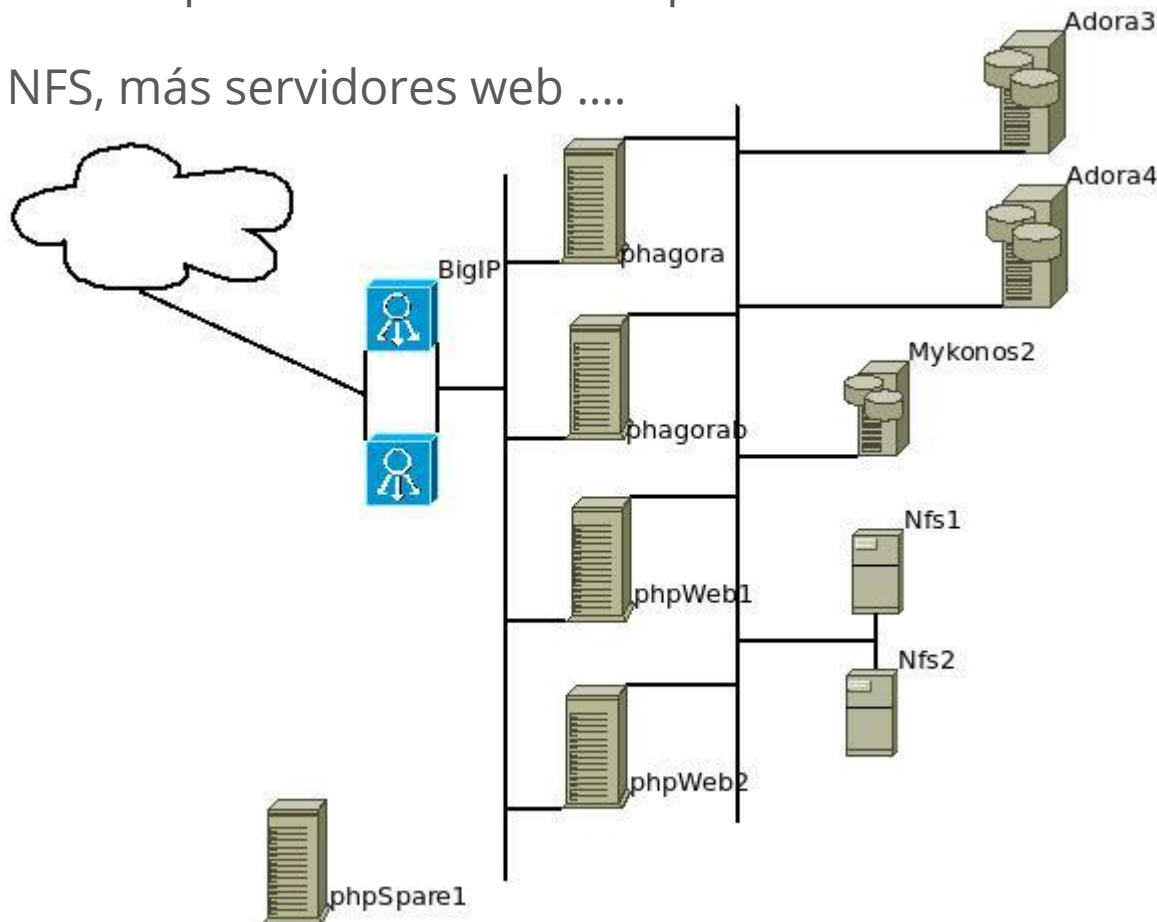 NFS, más servidores web ....
Adora3
Adora4
phagora
BigIP
Mykonos2
phagorab
Nfs1
phpWeb1
Nfs2
phpWeb2
phpSpare1